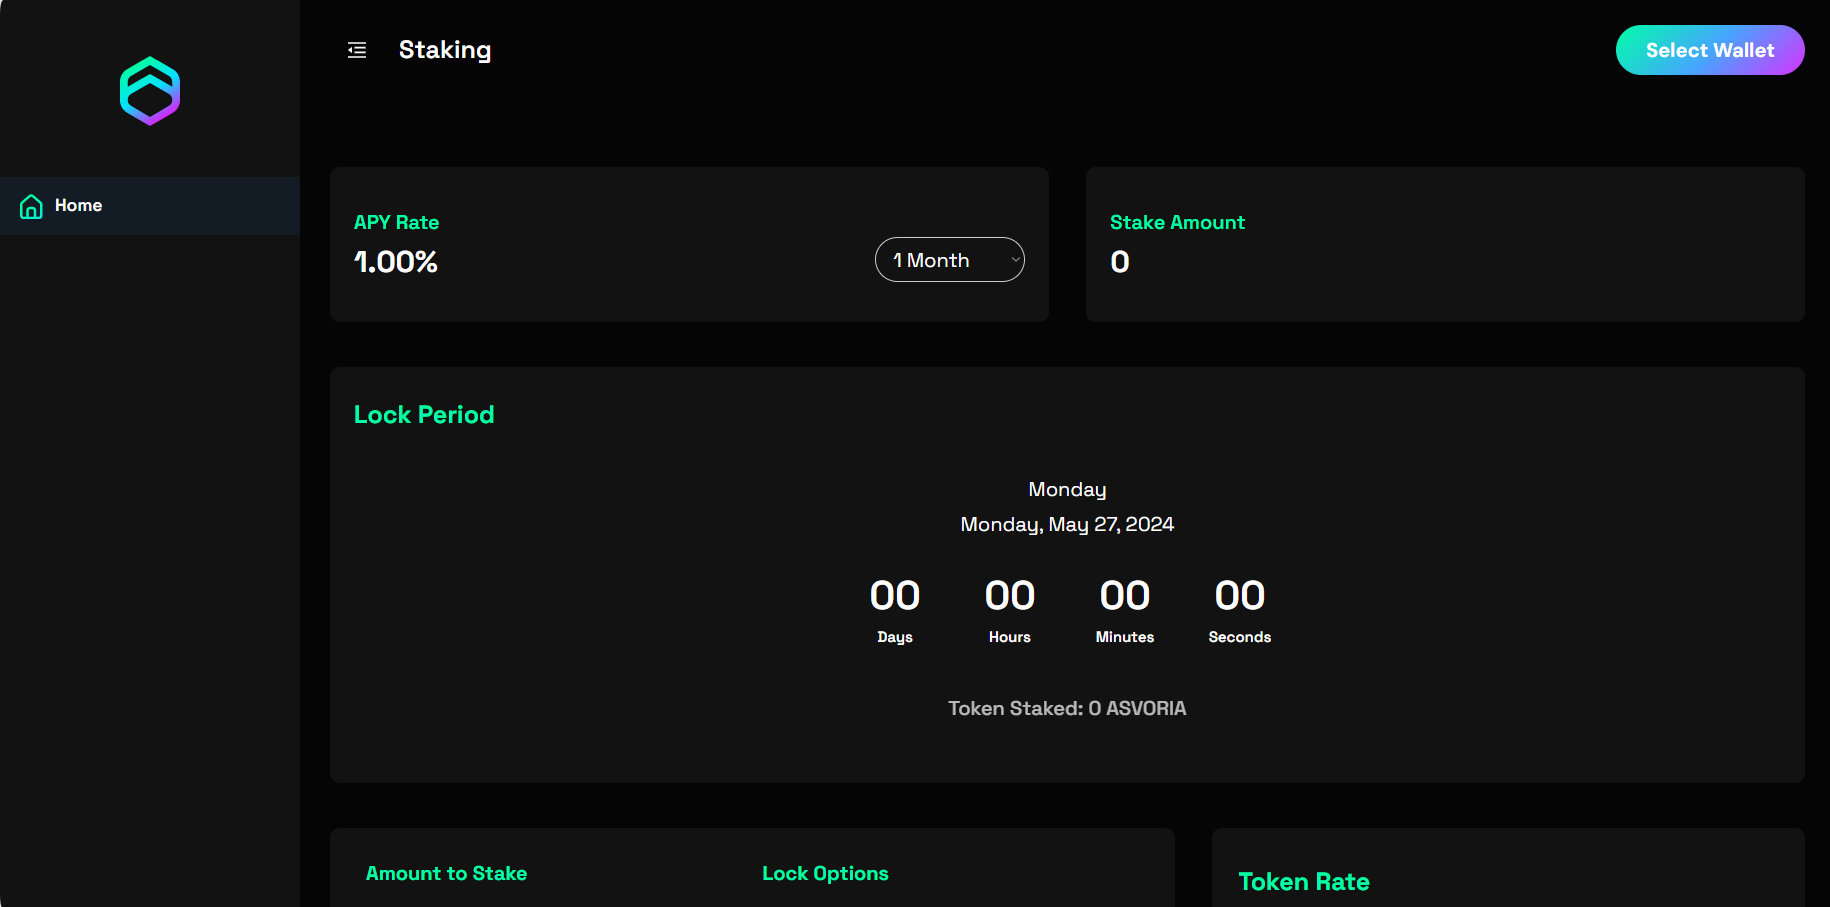 Staking
Select Wallet
Home
APY Rate
1.00%
1 Month
Stake Amount
0
Lock Period
Monday
Monday, May 27, 2024
00 00 00 00
Days Hours Minutes Seconds
Token Staked: 0 ASVORIA
Amount to Stake
Lock Options
Token Rate